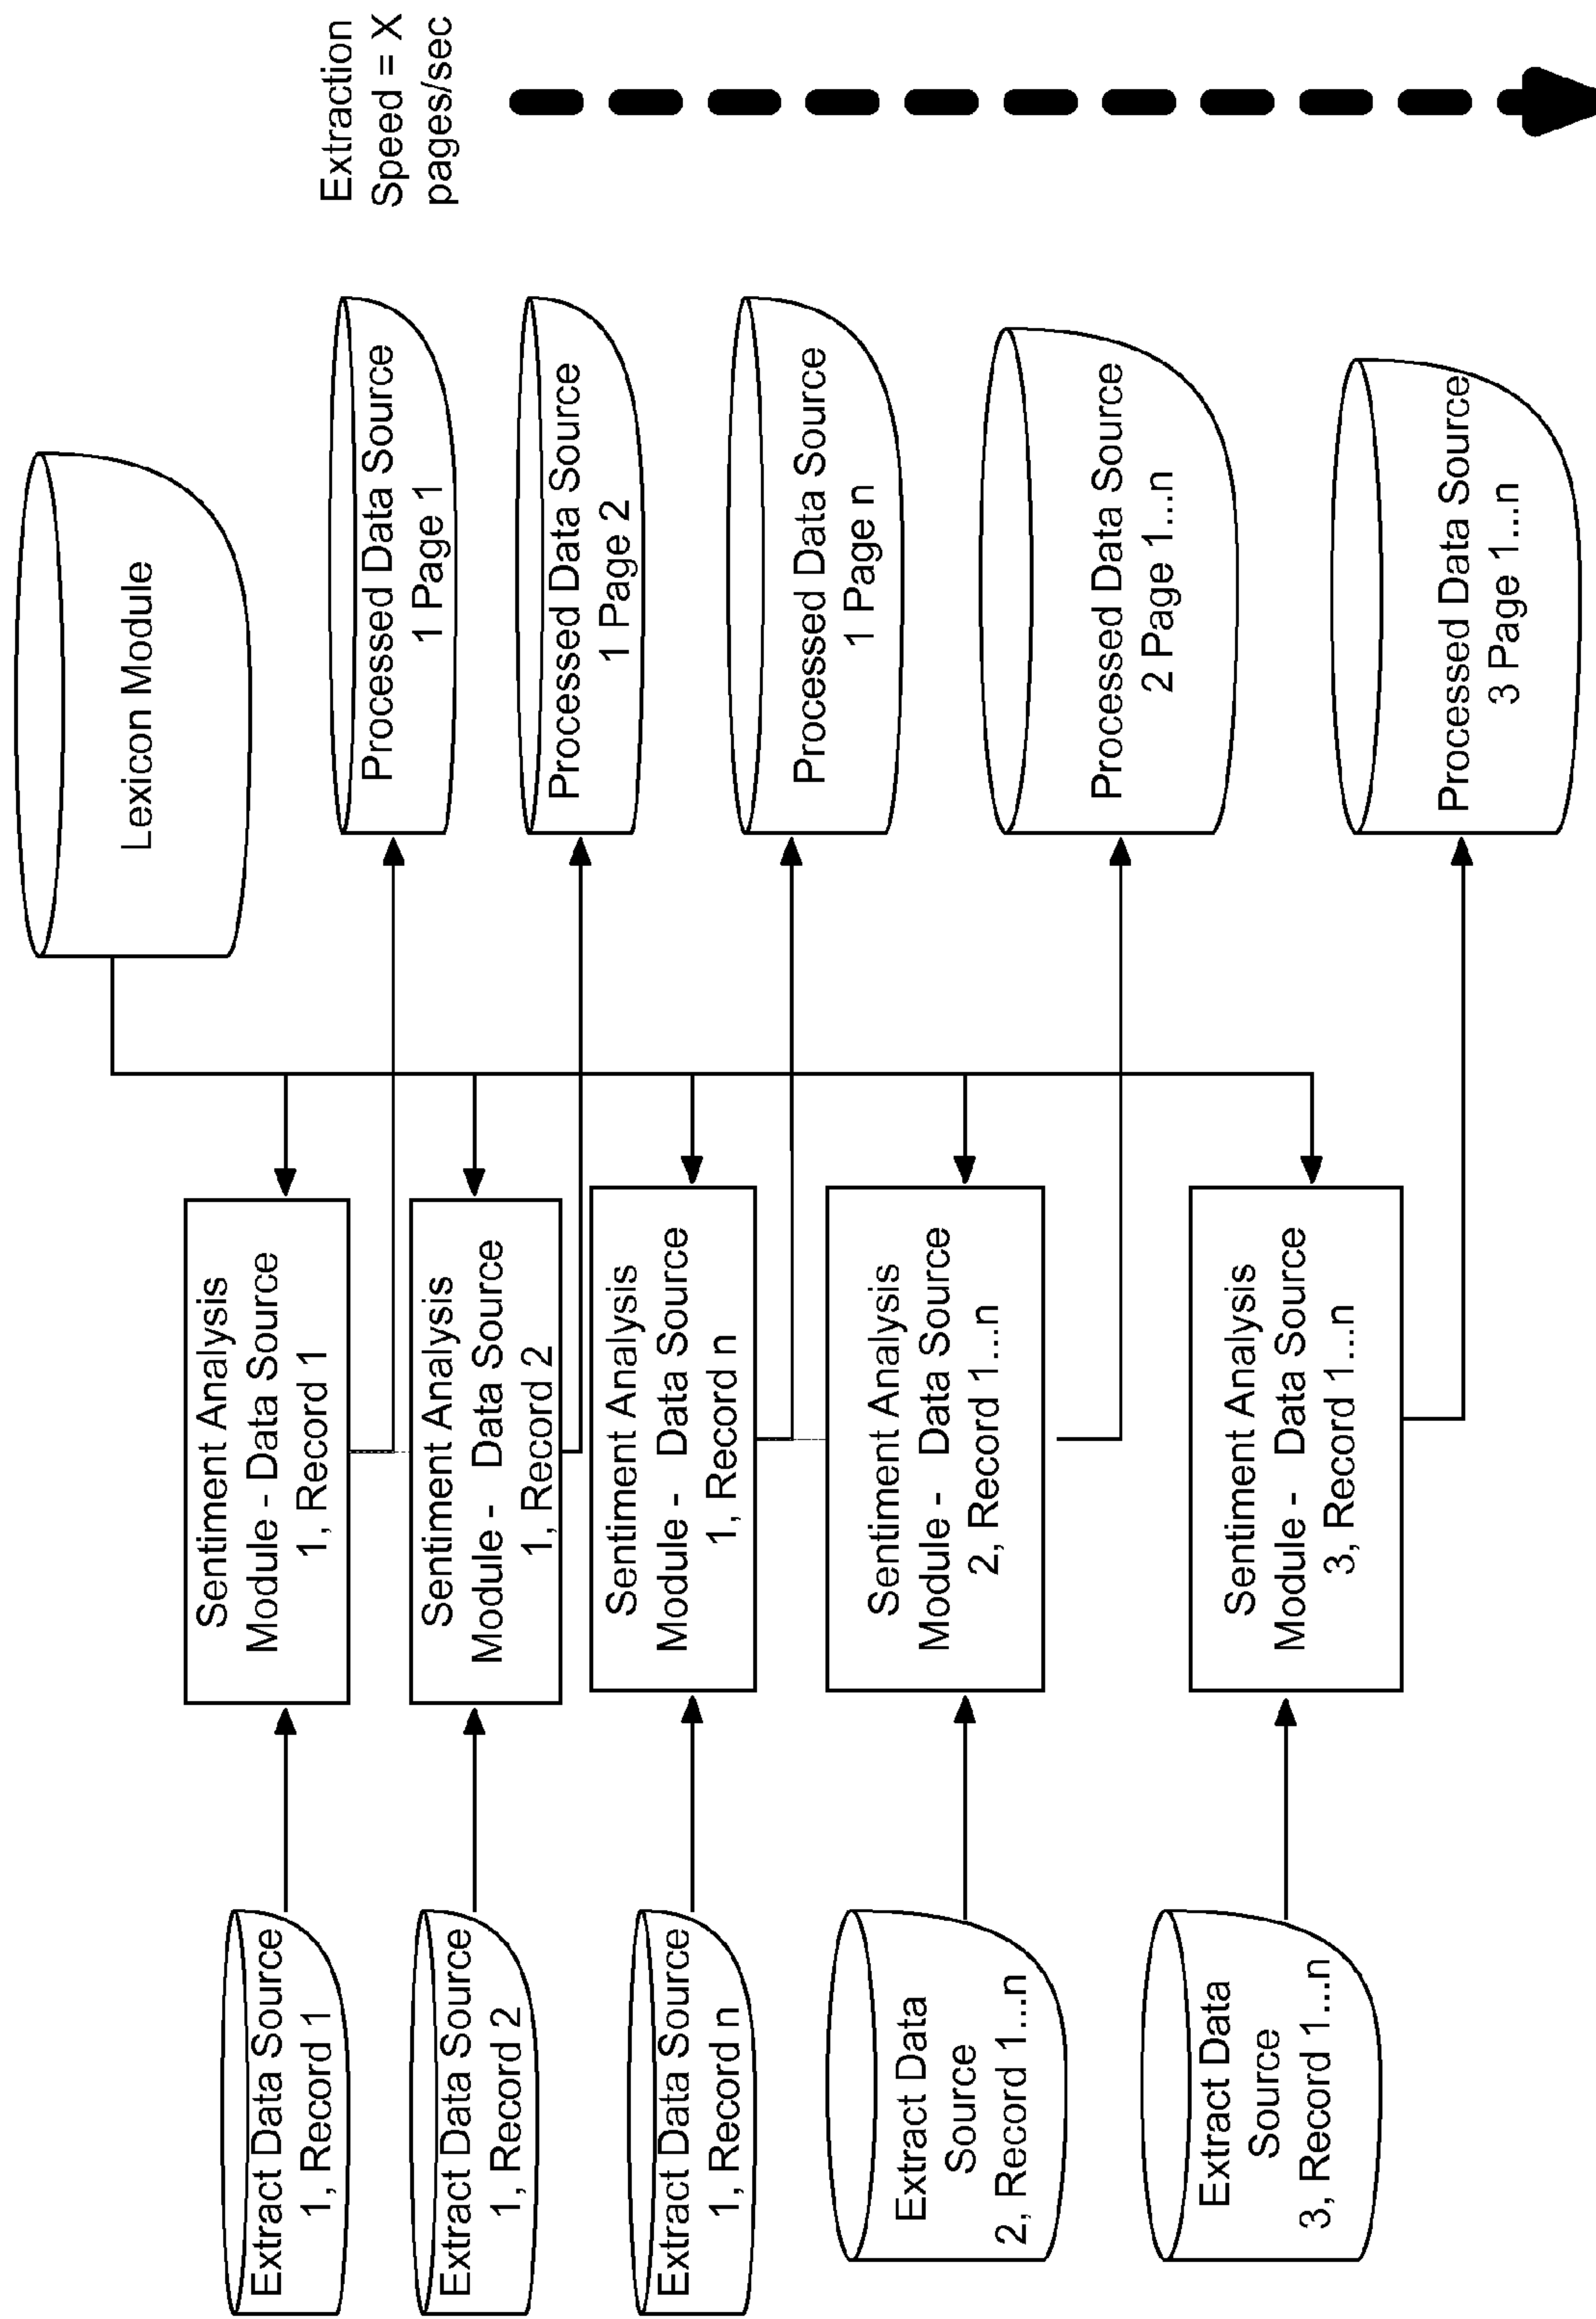 Lexicon Module
Extraction
Speed = X
pages/sec
Extract Data Source
1, Record 1
Sentiment Analysis
Module - Data Source
1, Record 1
Processed Data Source
1 Page 1
Extract Data Source
1, Record 2
Sentiment Analysis
Module - Data Source
1, Record 2
Processed Data Source
1 Page 2
Extract Data Source
1, Record n
Sentiment Analysis
Module - Data Source
1, Record n
Processed Data Source
1 Page n
Extract Data
Source
2, Record 1...n
Sentiment Analysis
Module - Data Source
2, Record 1...n
Processed Data Source
2 Page 1...n
Extract Data
Source
3, Record 1...n
Sentiment Analysis
Module - Data Source
3, Record 1...n
Processed Data Source
3 Page 1...n